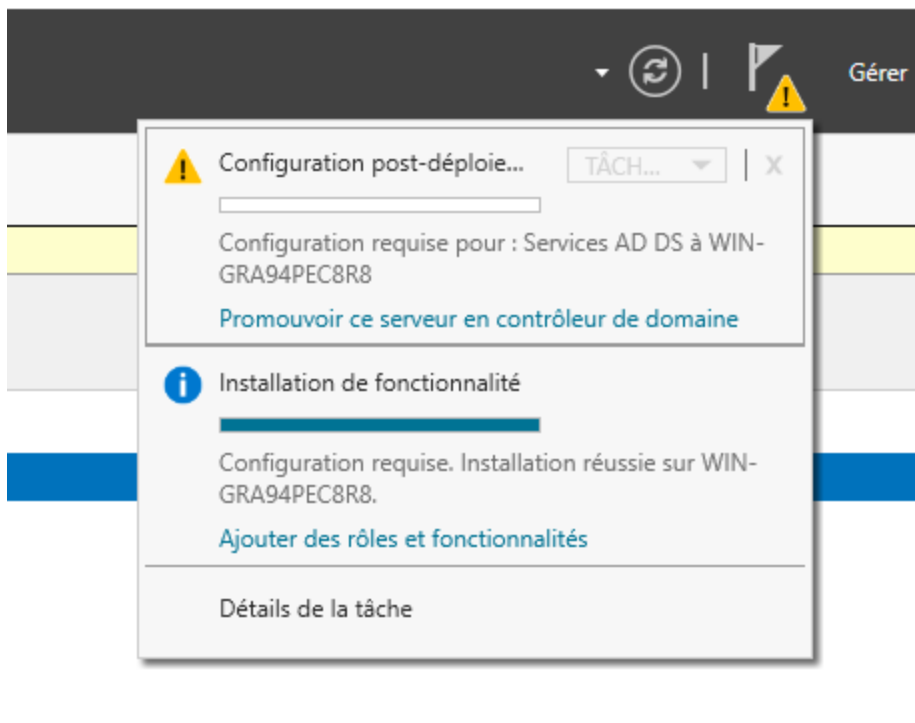 Gérer
Configuration post-déploie...
TÂCH...
X
Configuration requise pour : Services AD DS à WIN-
GRA94PEC8R8
Promouvoir ce serveur en contrôleur de domaine
Installation de fonctionnalité
Configuration requise. Installation réussie sur WIN-
GRA94PEC8R8.
Ajouter des rôles et fonctionnalités
Détails de la tâche